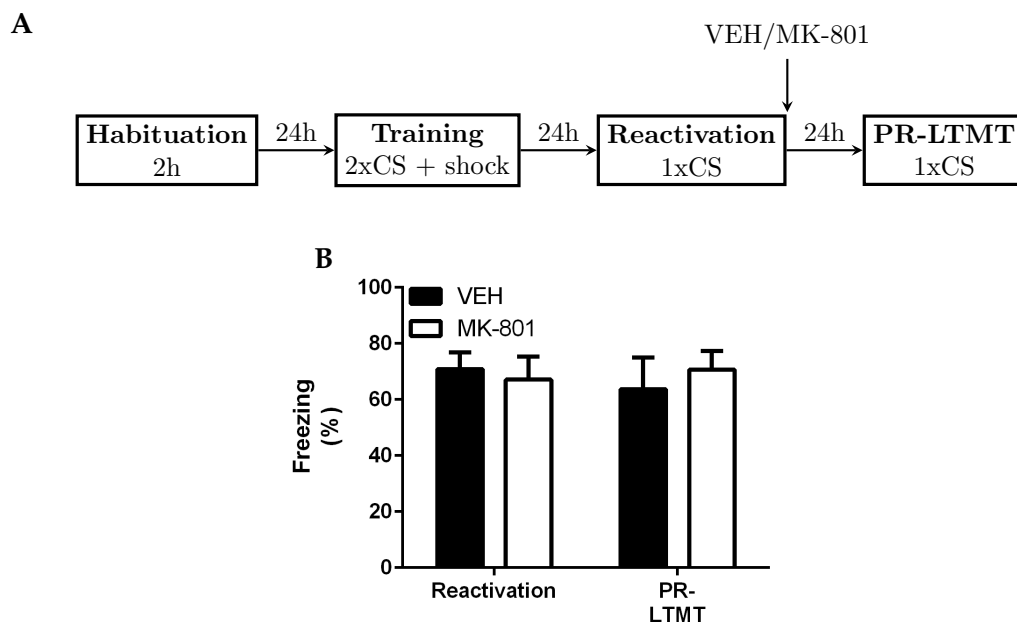 A
VEH/MK-801
Habituation
2h
24h
Training
2xCS + shock
24h
Reactivation
1xCS
24h
PR-LTMT
1xCS
B
VEH
MK-801
Freezing
(%)
100
80
60
40
20
0
Reactivation
PR-
LTMT